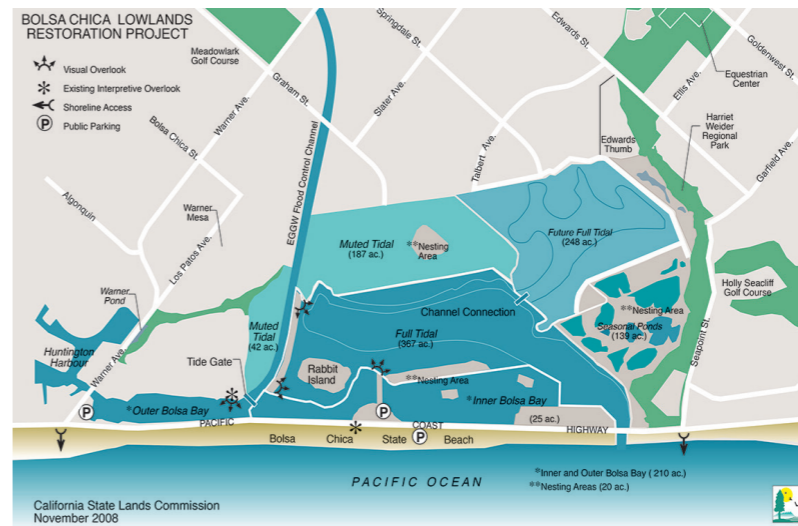 BOLSA CHICA LOWLANDS
RESTORATION PROJECT
Visual Overlook
Existing Interpretive Overlook
Shoreline Access
P Public Parking
Meadowlark
Golf Course
Springdale St.
Edwards St.
Goldenwest St.
Graham St.
Slater Ave.
Warner Ave.
Bolsa Chica St.
Ellis Ave.
Equestrian
Center
Harriet
Weider
Regional
Park
Edwards
Thumb
Talbert Ave.
Garfield Ave.
Algonquin
Warner
Mesa
Los Patos Ave.
EGGW Flood Control Channel
Muted Tidal
(187 ac.)
**Nesting
Area
Future Full Tidal
(248 ac.)
Warner
Pond
Holly Seacliff
Golf Course
Channel Connection
**Nesting Area
Seasonal Ponds
(139 ac.)
Muted
Tidal
(42 ac.)
Full Tidal
(367 ac.)
Huntington
Harbour
Warner Ave.
Tide Gate
Rabbit
Island
**Nesting Area
Seapoint St.
P
*Outer Bolsa Bay
P
*Inner Bolsa Bay
(25 ac.)
PACIFIC COAST HIGHWAY
Bolsa Chica State P Beach
PACIFIC OCEAN
*Inner and Outer Bolsa Bay ( 210 ac.)
**Nesting Areas (20 ac.)
California State Lands Commission
November 2008